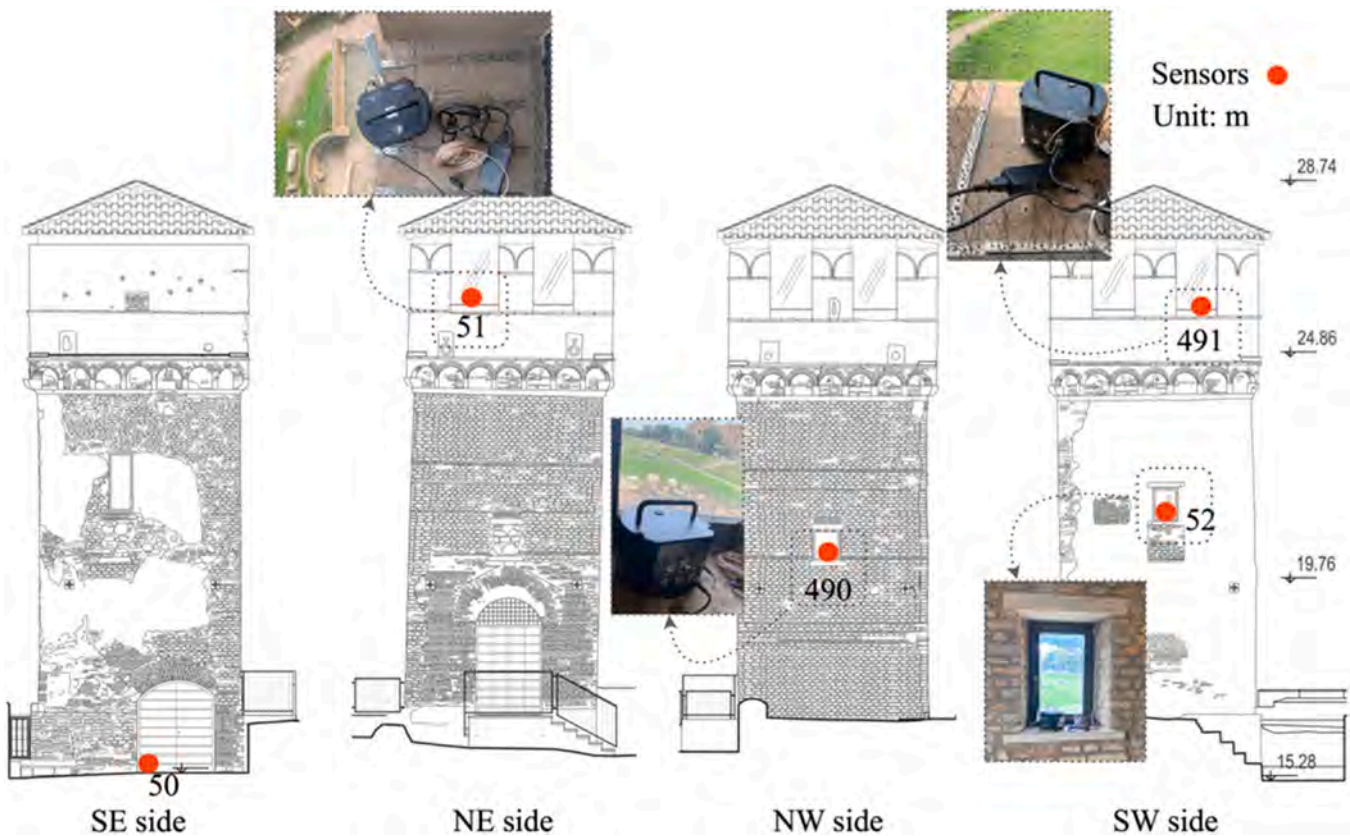 Sensors
Unit: m
28.74
51
491
24.86
52
490
19.76
50
15.28
SE side
NE side
NW side
SW side